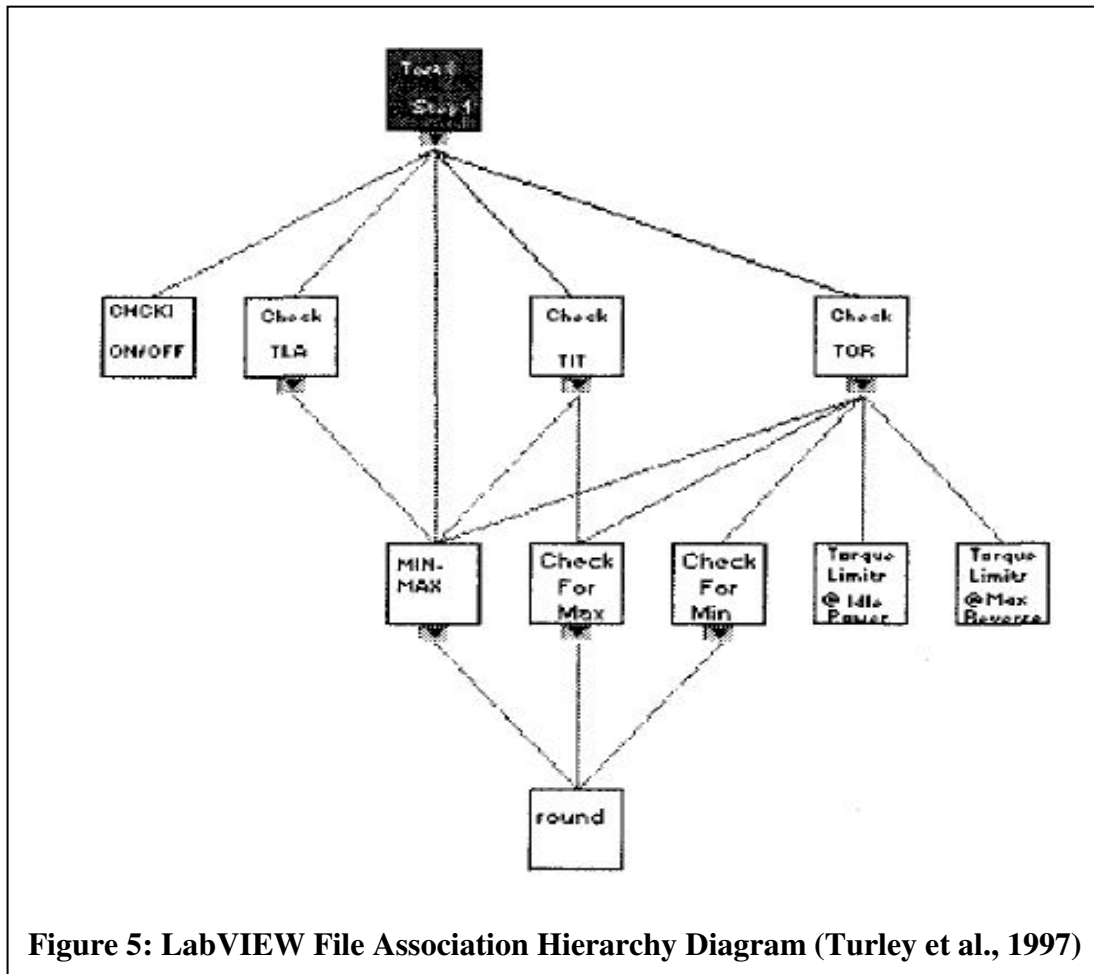 Step 1
ON/OFF
Check
TLA
Check
TIT
Check
TOR
MIN-
MAX
Check
For
Max
Check
For
Min
Torque
Limits
@ Idle
Power
Torque
Limits
@Max
Reverse
round
Figure 5: LabVIEW File Association Hierarchy Diagram (Turley et al., 1997)